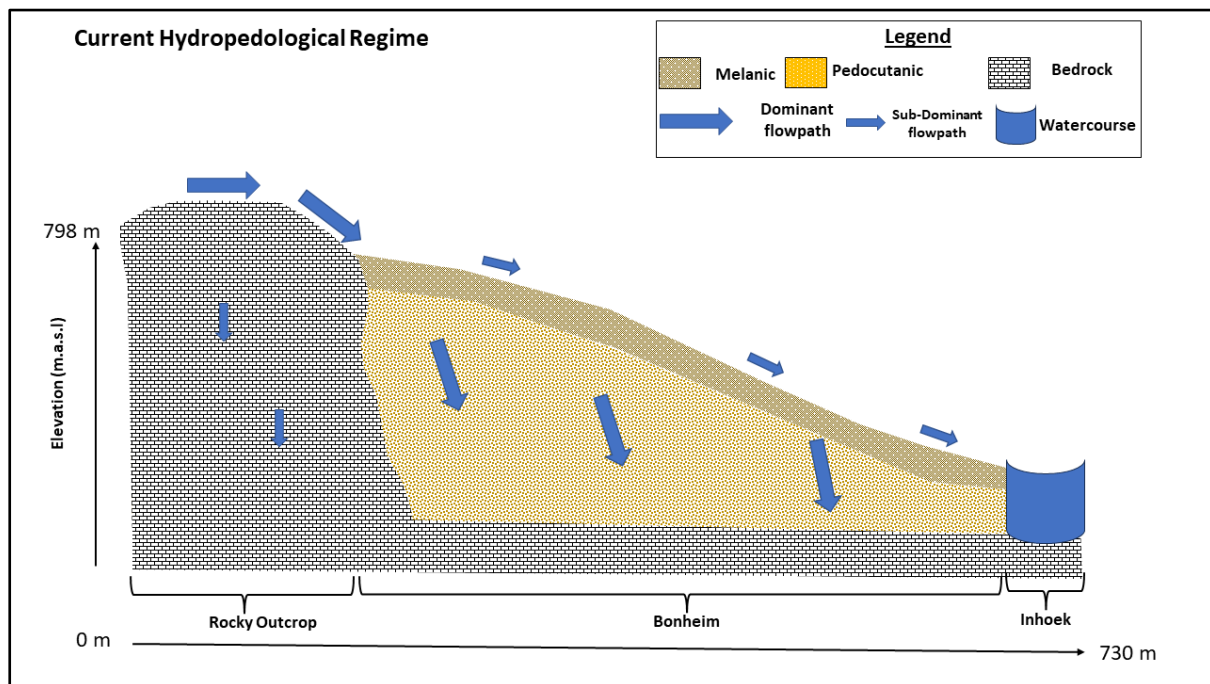 Current Hydropedological Regime
Legend
Melanic
Pedocutanic
Bedrock
Dominant
flowpath
Sub-Dominant
flowpath
Watercourse
798 m
Elevation (m.a.s.l)
Rocky Outcrop
Bonheim
Inhoek
0 m
730 m